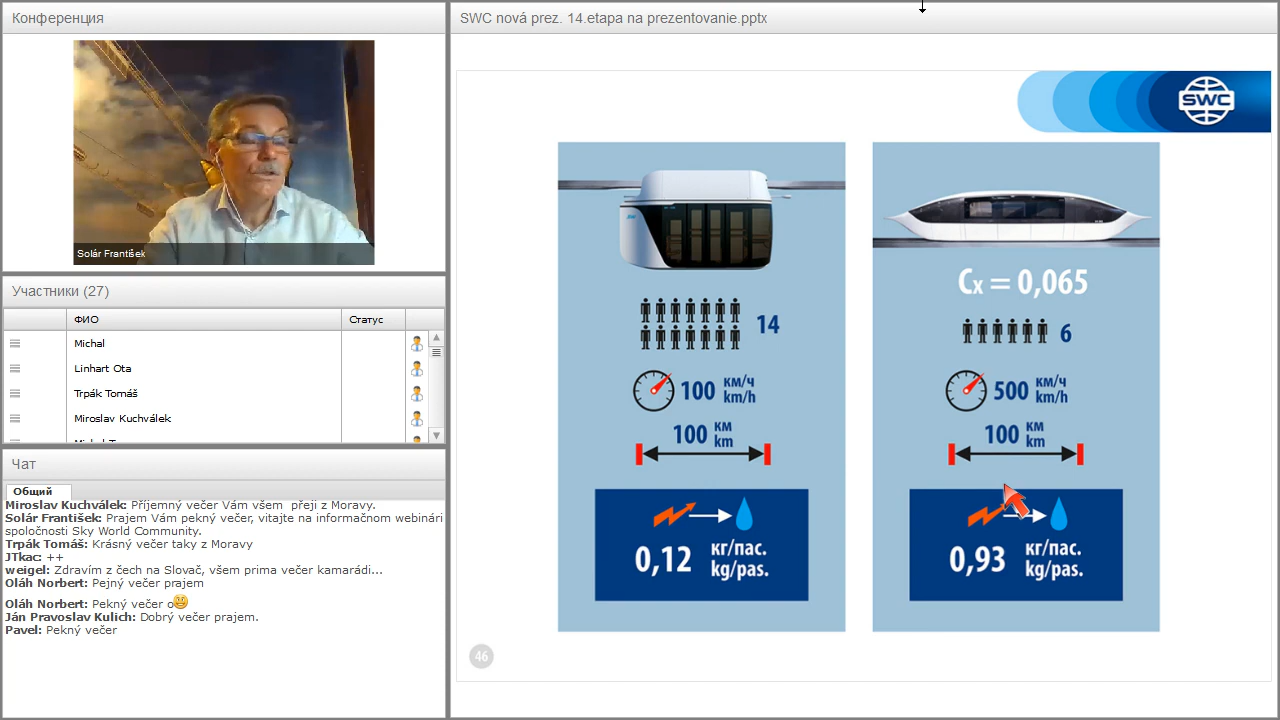 Конференция
Solár František
Участники (27)
ФИО Статус
Michal
Linhart Ota
Trpák Tomáš
Miroslav Kuchválek
Чат
Общий
Miroslav Kuchválek: Příjemný večer Vám všem preji z Moravy.
Solár František: Prajem Vám pekný večer, vitajte na informačnom webinári
spoločnosti Sky World Community.
Trpák Tomáš: Krásný večer taky z Moravy
JTkac: ++
weigel: Zdravím z čech na Slovač, všem prima večer kamarádi...
Oláh Norbert: Pejný večer prajem
Oláh Norbert: Pekný večer o
Ján Pravoslav Kulich: Dobrý večer prajem.
Pavel: Pekný večer
SWC nová prez. 14.etapa na prezentovanie.pptx
SWC
14
100 км/ч
km/h
100 км
km
0,12 кг/пас.
kg/pas.
Cx = 0,065
6
500 км/ч
km/h
100 км
km
0,93 кг/пас.
kg/pas.
46